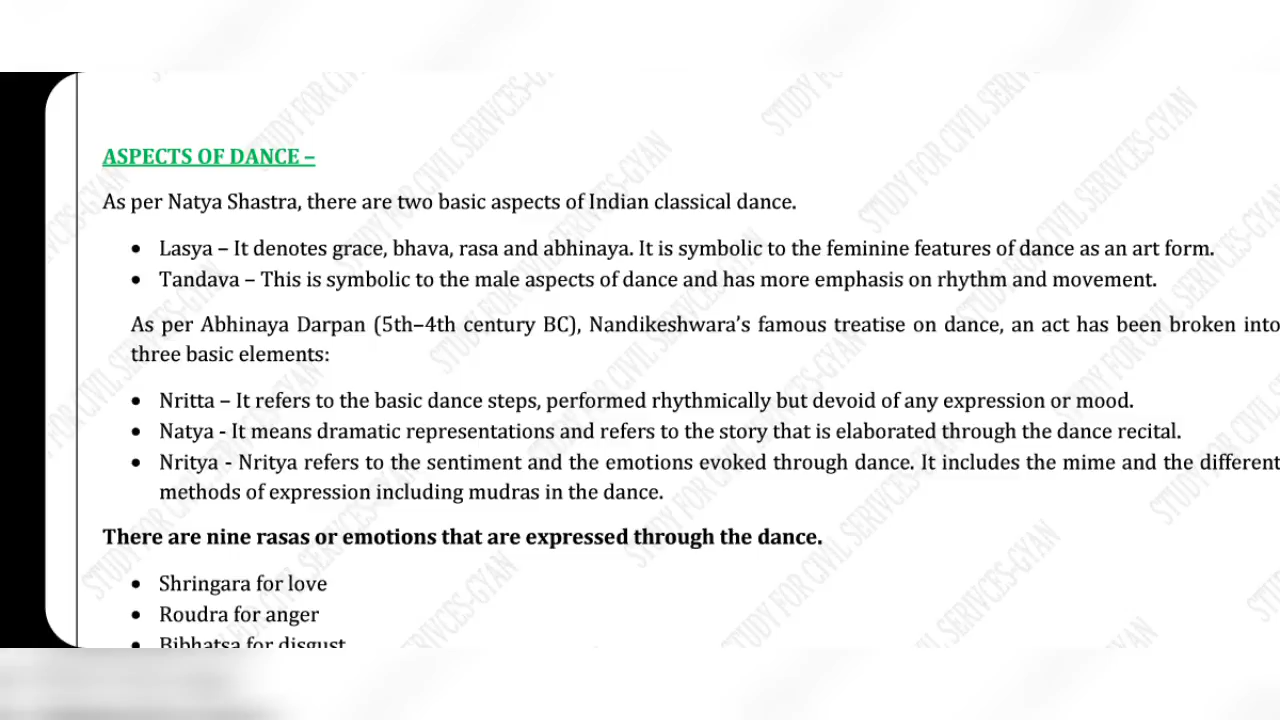 ASPECTS OF DANCE –
As per Natya Shastra, there are two basic aspects of Indian classical dance.
• Lasya – It denotes grace, bhava, rasa and abhinaya. It is symbolic to the feminine features of dance as an art form.
• Tandava – This is symbolic to the male aspects of dance and has more emphasis on rhythm and movement.
As per Abhinaya Darpan (5th–4th century BC), Nandikeshwara's famous treatise on dance, an act has been broken into
three basic elements:
• Nritta – It refers to the basic dance steps, performed rhythmically but devoid of any expression or mood.
• Natya - It means dramatic representations and refers to the story that is elaborated through the dance recital.
• Nritya - Nritya refers to the sentiment and the emotions evoked through dance. It includes the mime and the different
methods of expression including mudras in the dance.
There are nine rasas or emotions that are expressed through the dance.
• Shringara for love
• Roudra for anger
• Bibhatsa for disgust
STUDY FOR CIVIL SERIVCES-GYAN